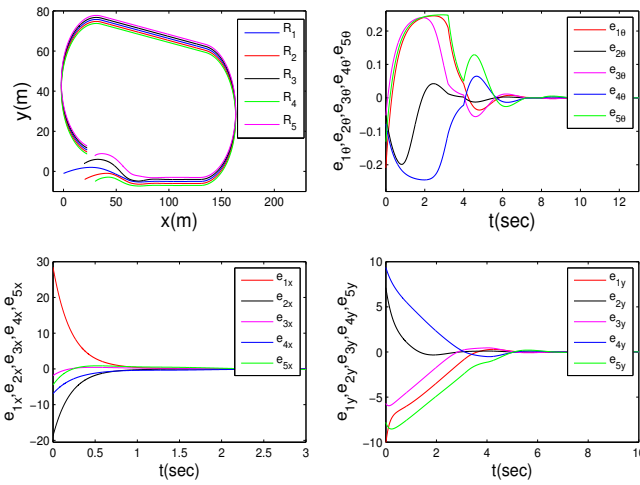 80
60
40
20
0
0
50
100
150
200
x(m)
y(m)
R1
R2
R3
R4
R5
0.2
0.1
0
-0.1
-0.2
0
2
4
6
8
10
12
t(sec)
e1θ,e2θ,e3θ,e4θ,e5θ
e1θ
e2θ
e3θ
e4θ
e5θ
30
20
10
0
-10
20
0
0.5
1
1.5
2
2.5
3
t(sec)
e1x,e2x,e3x,e4x,e5x
e1x
e2x
e3x
e4x
e5x
10
5
0
-5
-10
0
2
4
6
8
10
t(sec)
e1y,e2y,e3y,e4y,e5y
e1y
e2y
e3y
e4y
e5y